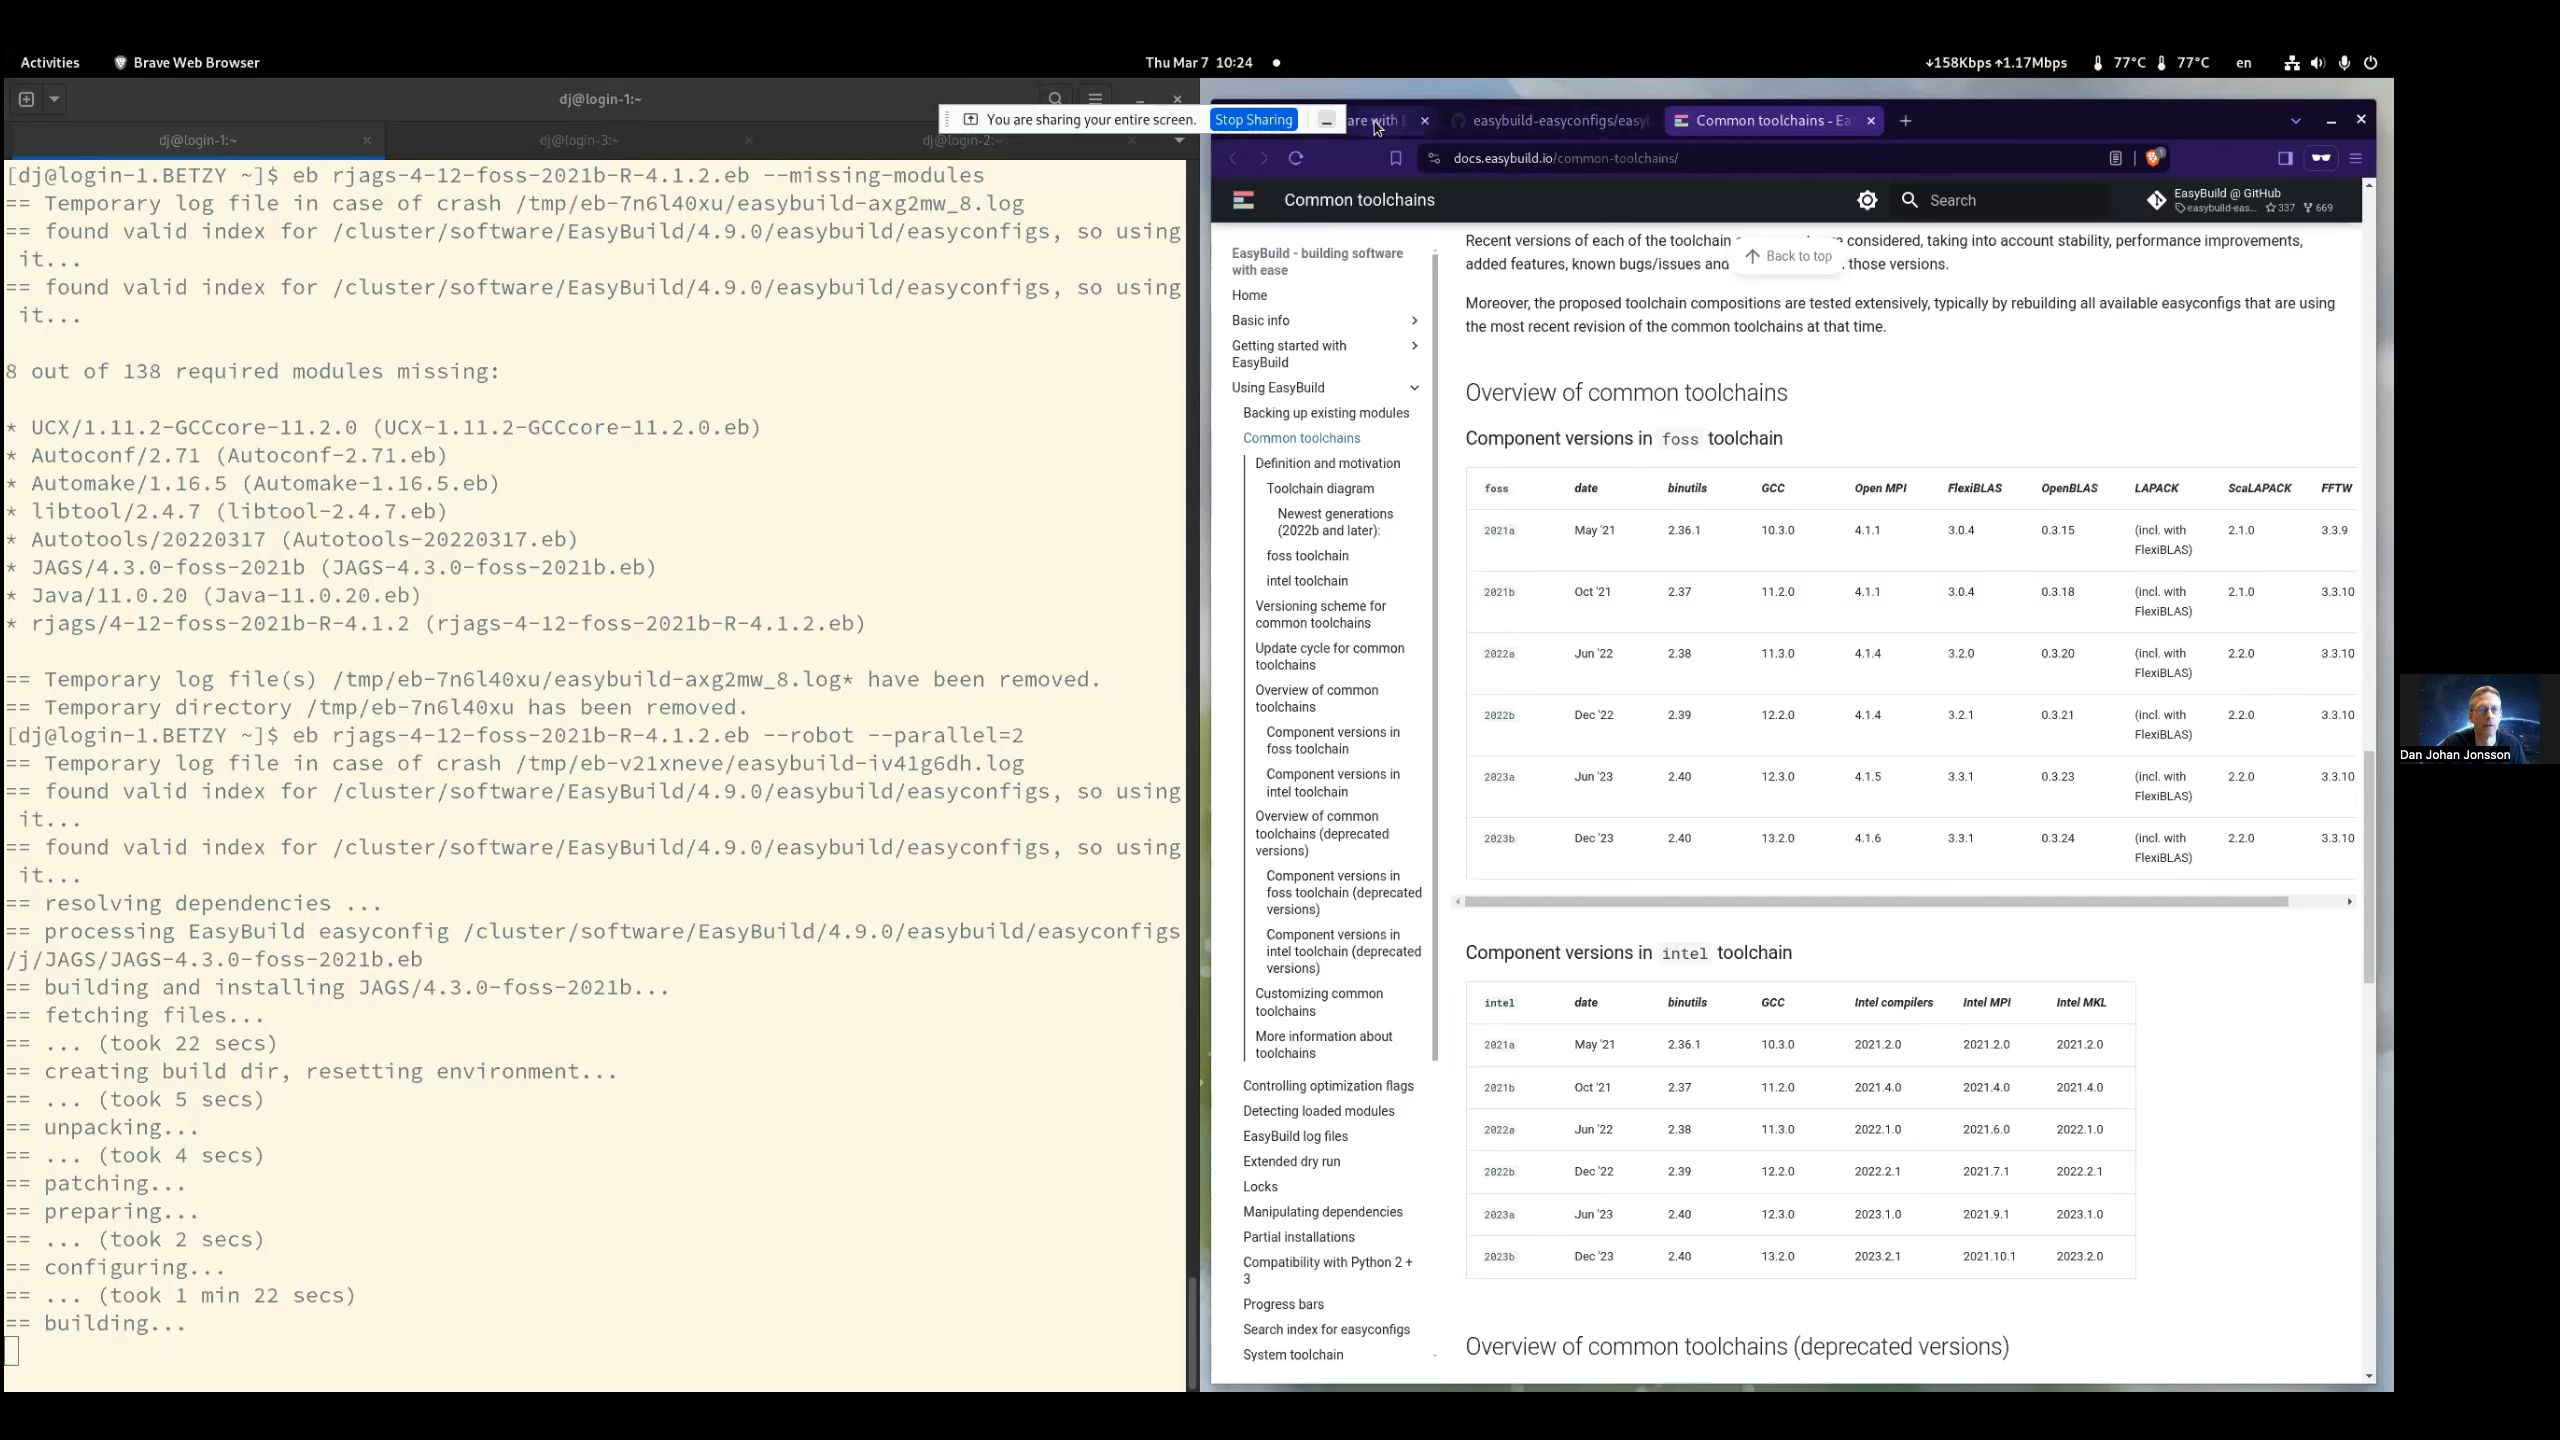 Activities
Brave Web Browser
Thu Mar 7 10:24
↓158Kbps ↑1.17Mbps
77°C
77°C
en
dj@login-1:~
dj@login-1:~
dj@login-3:~
dj@login-2:~
You are sharing your entire screen.
Stop Sharing
[dj@login-1.BETZY ~]$ eb rjags-4-12-foss-2021b-R-4.1.2.eb --missing-modules
== Temporary log file in case of crash /tmp/eb-7n6l40xu/easybuild-axg2mw_8.log
== found valid index for /cluster/software/EasyBuild/4.9.0/easybuild/easyconfigs, so using
it...
== found valid index for /cluster/software/EasyBuild/4.9.0/easybuild/easyconfigs, so using
it...
8 out of 138 required modules missing:
* UCX/1.11.2-GCCcore-11.2.0 (UCX-1.11.2-GCCcore-11.2.0.eb)
* Autoconf/2.71 (Autoconf-2.71.eb)
* Automake/1.16.5 (Automake-1.16.5.eb)
* libtool/2.4.7 (libtool-2.4.7.eb)
* Autotools/20220317 (Autotools-20220317.eb)
* JAGS/4.3.0-foss-2021b (JAGS-4.3.0-foss-2021b.eb)
* Java/11.0.20 (Java-11.0.20.eb)
* rjags/4-12-foss-2021b-R-4.1.2 (rjags-4-12-foss-2021b-R-4.1.2.eb)
== Temporary log file(s) /tmp/eb-7n6l40xu/easybuild-axg2mw_8.log* have been removed.
== Temporary directory /tmp/eb-7n6l40xu has been removed.
[dj@login-1.BETZY ~]$ eb rjags-4-12-foss-2021b-R-4.1.2.eb --robot --parallel=2
== Temporary log file in case of crash /tmp/eb-v21xneve/easybuild-iv41g6dh.log
== found valid index for /cluster/software/EasyBuild/4.9.0/easybuild/easyconfigs, so using
it...
== found valid index for /cluster/software/EasyBuild/4.9.0/easybuild/easyconfigs, so using
it...
== resolving dependencies ...
== processing EasyBuild easyconfig /cluster/software/EasyBuild/4.9.0/easybuild/easyconfigs
/j/JAGS/JAGS-4.3.0-foss-2021b.eb
== building and installing JAGS/4.3.0-foss-2021b...
== fetching files...
== ... (took 22 secs)
== creating build dir, resetting environment...
== ... (took 5 secs)
== unpacking...
== ... (took 4 secs)
== patching...
== preparing...
== ... (took 2 secs)
== configuring...
== ... (took 1 min 22 secs)
== building...
easybuild-easyconfigs/easyt
Common toolchains - Ea
docs.easybuild.io/common-toolchains/
Common toolchains
Search
EasyBuild @ GitHub
easybuild-eas... 337 669
EasyBuild - building software
with ease
Home
Basic info
Getting started with
EasyBuild
Using EasyBuild
Backing up existing modules
Common toolchains
Definition and motivation
Toolchain diagram
Newest generations
(2022b and later):
foss toolchain
intel toolchain
Versioning scheme for
common toolchains
Update cycle for common
toolchains
Overview of common
toolchains
Component versions in
foss toolchain
Component versions in
intel toolchain
Overview of common
toolchains (deprecated
versions)
Component versions in
foss toolchain (deprecated
versions)
Component versions in
intel toolchain (deprecated
versions)
Customizing common
toolchains
More information about
toolchains
Controlling optimization flags
Detecting loaded modules
EasyBuild log files
Extended dry run
Locks
Manipulating dependencies
Partial installations
Compatibility with Python 2 +
3
Progress bars
Search index for easyconfigs
System toolchain
Recent versions of each of the toolchain considered, taking into account stability, performance improvements,
added features, known bugs/issues and those versions.
Back to top
Moreover, the proposed toolchain compositions are tested extensively, typically by rebuilding all available easyconfigs that are using
the most recent revision of the common toolchains at that time.
Overview of common toolchains
Component versions in foss toolchain
foss date binutils GCC Open MPI FlexiBLAS OpenBLAS LAPACK ScaLAPACK FFTW
2021a May '21 2.36.1 10.3.0 4.1.1 3.0.4 0.3.15 (incl. with 2.1.0 3.3.9
FlexiBLAS)
2021b Oct '21 2.37 11.2.0 4.1.1 3.0.4 0.3.18 (incl. with 2.1.0 3.3.10
FlexiBLAS)
2022a Jun '22 2.38 11.3.0 4.1.4 3.2.0 0.3.20 (incl. with 2.2.0 3.3.10
FlexiBLAS)
2022b Dec '22 2.39 12.2.0 4.1.4 3.2.1 0.3.21 (incl. with 2.2.0 3.3.10
FlexiBLAS)
2023a Jun '23 2.40 12.3.0 4.1.5 3.3.1 0.3.23 (incl. with 2.2.0 3.3.10
FlexiBLAS)
2023b Dec '23 2.40 13.2.0 4.1.6 3.3.1 0.3.24 (incl. with 2.2.0 3.3.10
FlexiBLAS)
Component versions in intel toolchain
intel date binutils GCC Intel compilers Intel MPI Intel MKL
2021a May '21 2.36.1 10.3.0 2021.2.0 2021.2.0 2021.2.0
2021b Oct '21 2.37 11.2.0 2021.4.0 2021.4.0 2021.4.0
2022a Jun '22 2.38 11.3.0 2022.1.0 2021.6.0 2022.1.0
2022b Dec '22 2.39 12.2.0 2022.2.1 2021.7.1 2022.2.1
2023a Jun '23 2.40 12.3.0 2023.1.0 2021.9.1 2023.1.0
2023b Dec '23 2.40 13.2.0 2023.2.1 2021.10.1 2023.2.0
Overview of common toolchains (deprecated versions)
Dan Johan Jonsson